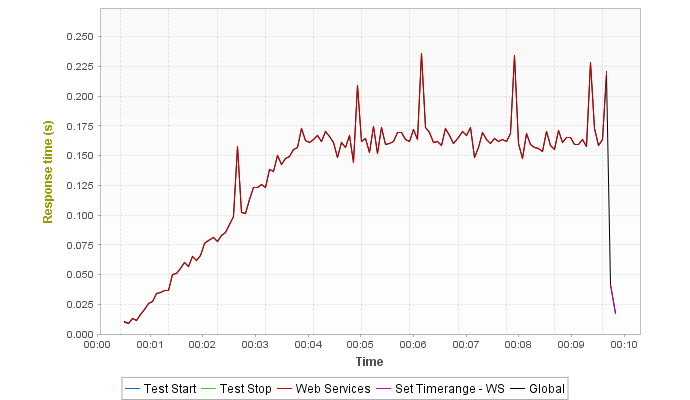 0.250
0.225
0.200
0.175
0.150
0.125
0.100
0.075
0.050
0.025
0.000
Response time (s)
00:00 00:01 00:02 00:03 00:04 00:05 00:06 00:07 00:08 00:09 00:10
Time
Test Start Test Stop Web Services Set Timerange - WS Global